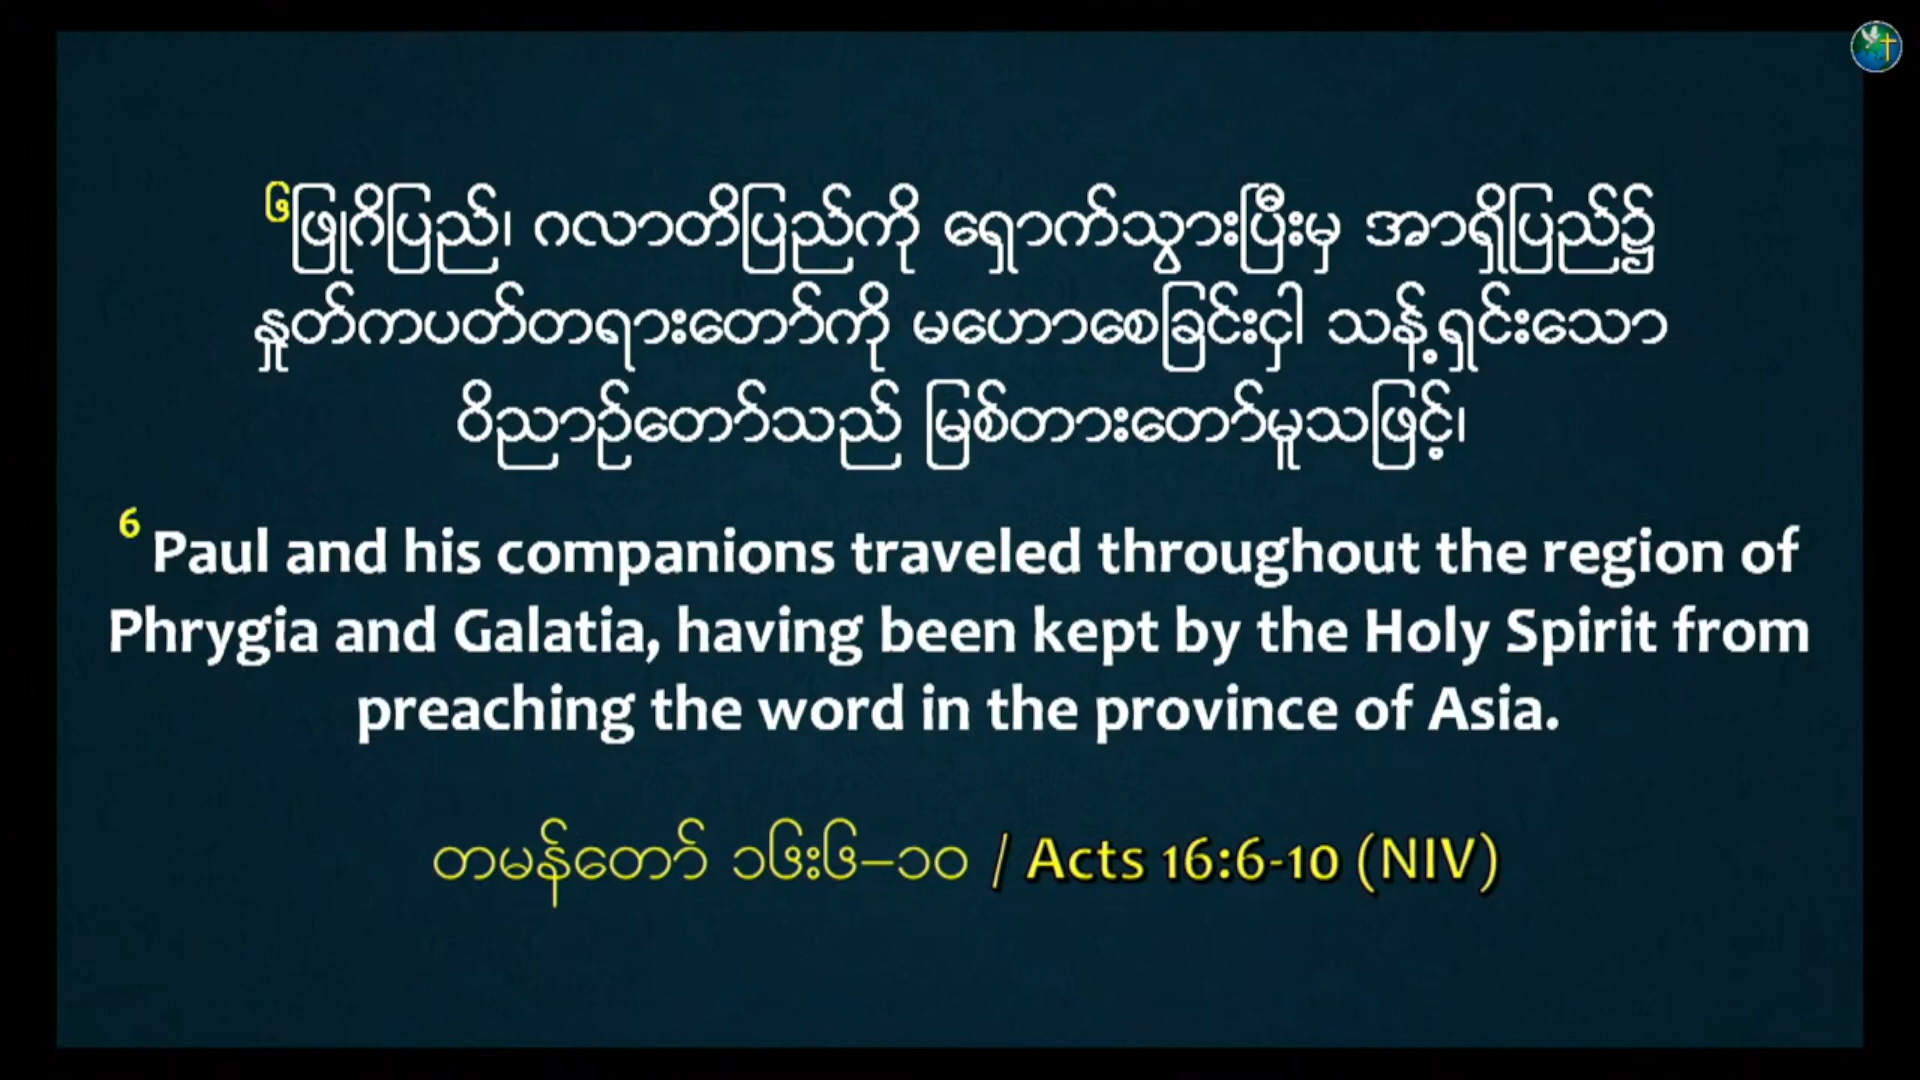 ၆ဖြုဂိပြည်၊ ဂလာတိပြည်ကို ရှောက်သွားပြီးမှ အာရှိပြည်၌
နှုတ်ကပတ်တရားတော်ကို မဟောစေခြင်းငှါ သန့်ရှင်းသော
ဝိညာဉ်တော်သည် မြစ်တားတော်မူသဖြင့်၊
6 Paul and his companions traveled throughout the region of
Phrygia and Galatia, having been kept by the Holy Spirit from
preaching the word in the province of Asia.
တမန်တော် ၁၆း၆–၁၀ / Acts 16:6-10 (NIV)